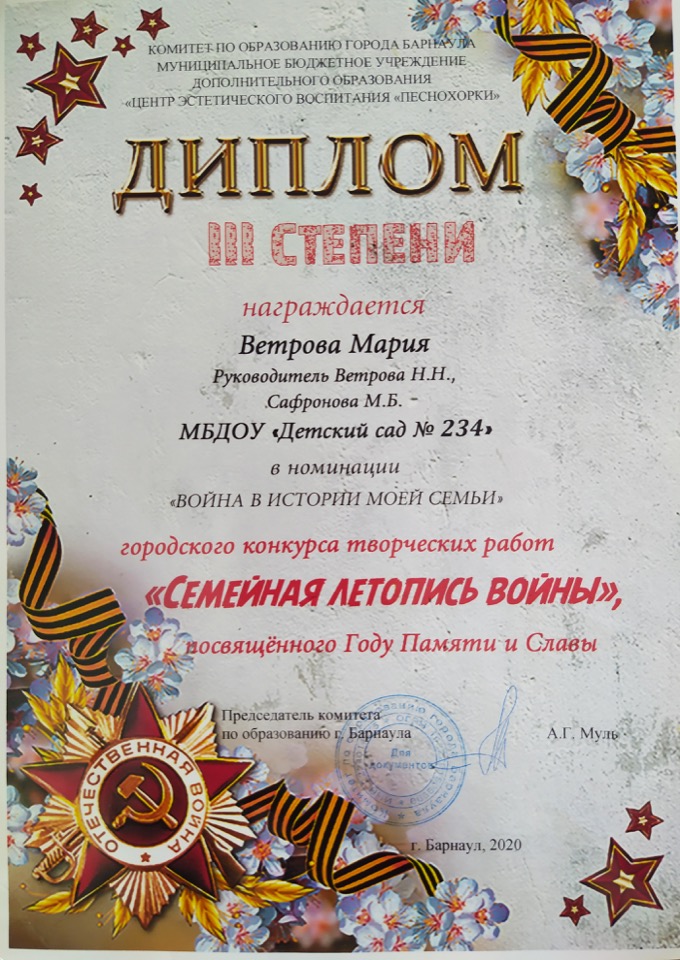 КОМИТЕТ ПО ОБРАЗОВАНИЮ ГОРОДА БАРНАУЛА
МУНИЦИПАЛЬНОЕ БЮДЖЕТНОЕ УЧРЕЖДЕНИЕ
ДОПОЛНИТЕЛЬНОГО ОБРАЗОВАНИЯ
«ЦЕНТР ЭСТЕТИЧЕСКОГО ВОСПИТАНИЯ «ПЕСНОХОРКИ»
ДИПЛОМ
III СТЕПЕНИ
награждается
Ветрова Мария
Руководитель Ветрова Н.Н.,
Сафронова М.Б. -
МБДОУ «Детский сад № 234»
в номинации
«ВОЙНА В ИСТОРИИ МОЕЙ СЕМЬИ»
городского конкурса творческих работ
«СЕМЕЙНАЯ ЛЕТОПИСЬ ВОЙНЫ»,
посвящённого Году Памяти и Славы
Председатель комитета
по образованию г. Барнаула
А.Г. Муль
Для
документов
ОТЕЧЕСТВЕННАЯ ВОЙНА
г. Барнаул, 2020